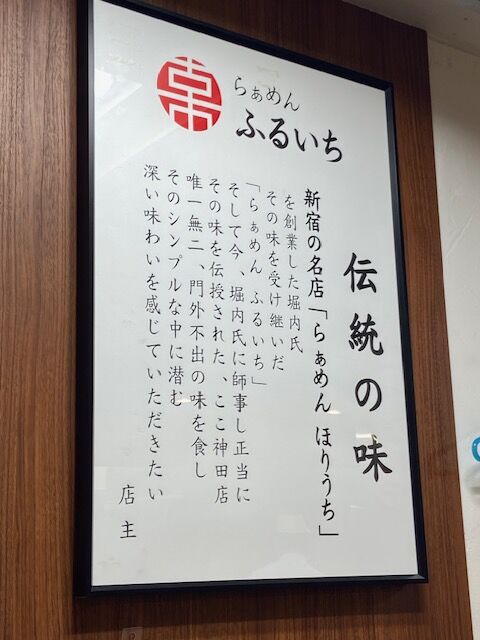 らぁめん
ふるいち
伝統の味
新宿の名店「らぁめん ほりうち」
を創業した堀内氏
その味を受け継いだ
「らぁめん ふるいち」
そして今、堀内氏に師事し正当に
その味を伝授された、ここ神田店
唯一無二、門外不出の味を食し
そのシンプルな中に潜む
深い味わいを感じていただきたい
店主